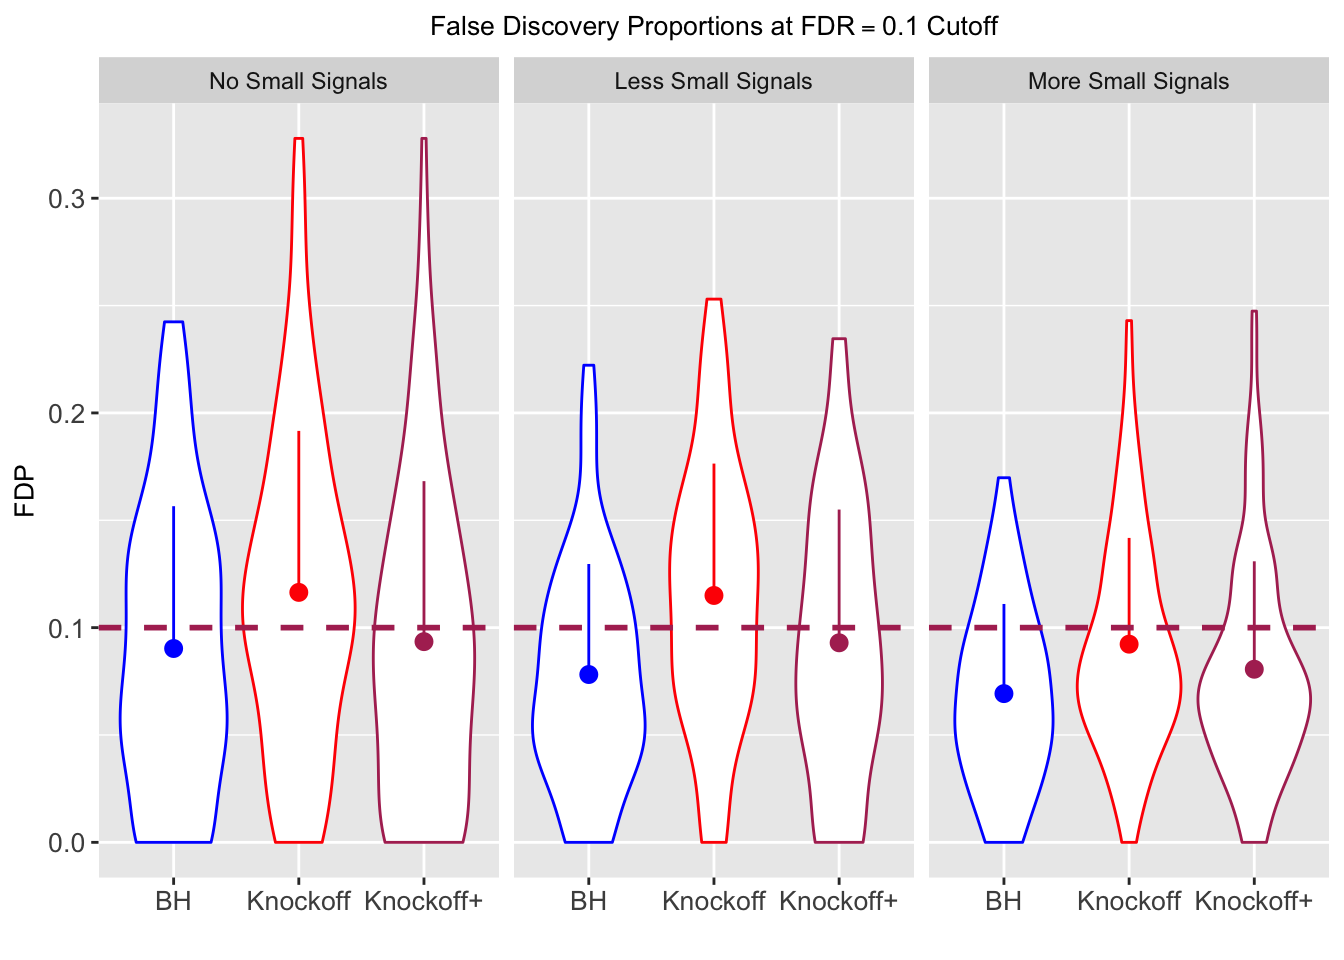 False Discovery Proportions at FDR = 0.1 Cutoff
No Small Signals
Less Small Signals
More Small Signals
FDP
0.3
0.2
0.1
0.0
BH Knockoff Knockoff+
BH Knockoff Knockoff+
BH Knockoff Knockoff+